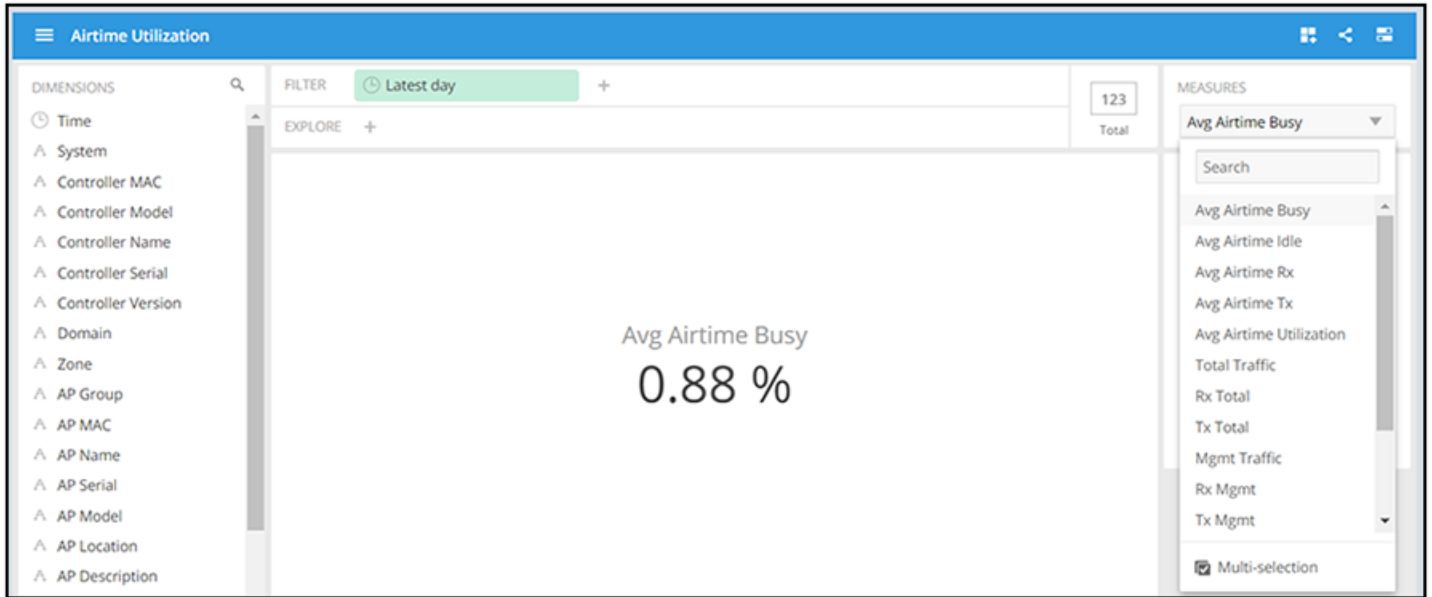 Airtime Utilization
DIMENSIONS
Time
System
Controller MAC
Controller Model
Controller Name
Controller Serial
Controller Version
Domain
Zone
AP Group
AP MAC
AP Name
AP Serial
AP Model
AP Location
AP Description
FILTER
Latest day
+
EXPLORE +
123
Total
Avg Airtime Busy
0.88 %
MEASURES
Avg Airtime Busy
Search
Avg Airtime Busy
Avg Airtime Idle
Avg Airtime Rx
Avg Airtime Tx
Avg Airtime Utilization
Total Traffic
Rx Total
Tx Total
Mgmt Traffic
Rx Mgmt
Tx Mgmt
Multi-selection